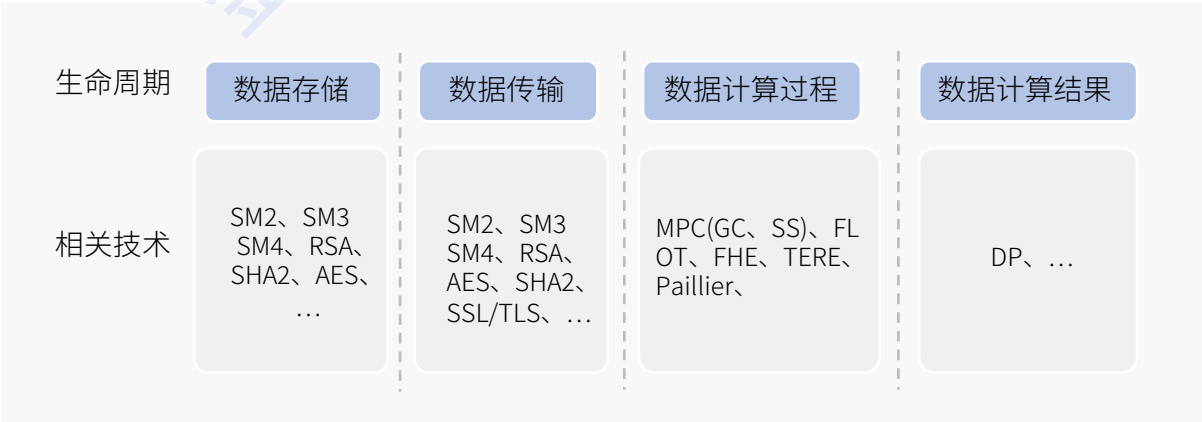 生命周期
数据存储
数据传输
数据计算过程
数据计算结果
相关技术
SM2、SM3
SM4、RSA、
SHA2、AES、
…
SM2、SM3
SM4、RSA、
AES、SHA2、
SSL/TLS、…
MPC(GC、SS)、FL
OT、FHE、TERE、
Paillier、
DP、…